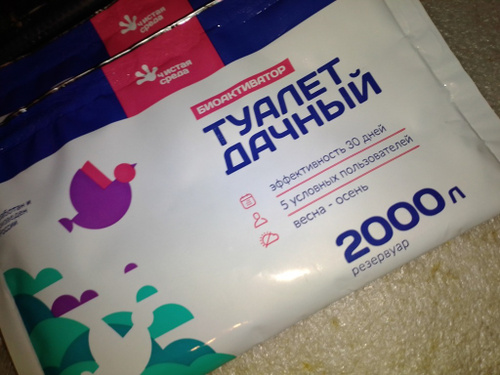 чистая
среда
чистая
среда
БИОАКТИВАТОР
ТУАЛЕТ
ДАЧНЫЙ
эффективность 30 дней
5 условных пользователей
весна - осень
2000 л
резервуар